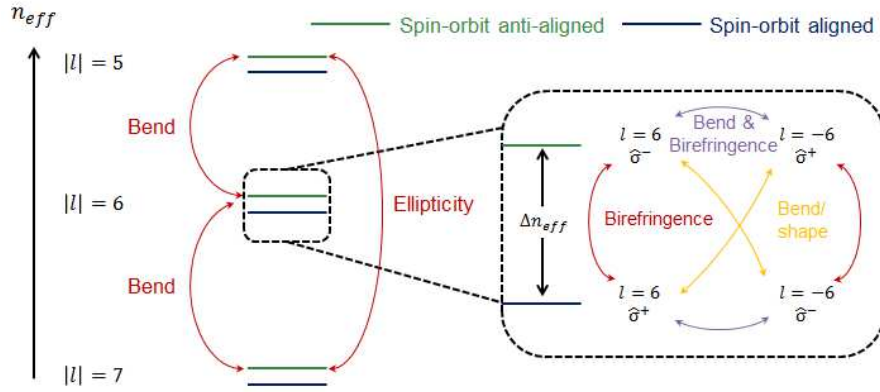 n_eff
Spin-orbit anti-aligned
Spin-orbit aligned
|l| = 5
Bend
|l| = 6
Ellipticity
Bend
|l| = 7
Δn_eff
l = 6
σ̂⁻
Bend &
Birefringence
l = −6
σ̂⁺
Birefringence
Bend/
shape
l = 6
σ̂⁺
l = −6
σ̂⁻